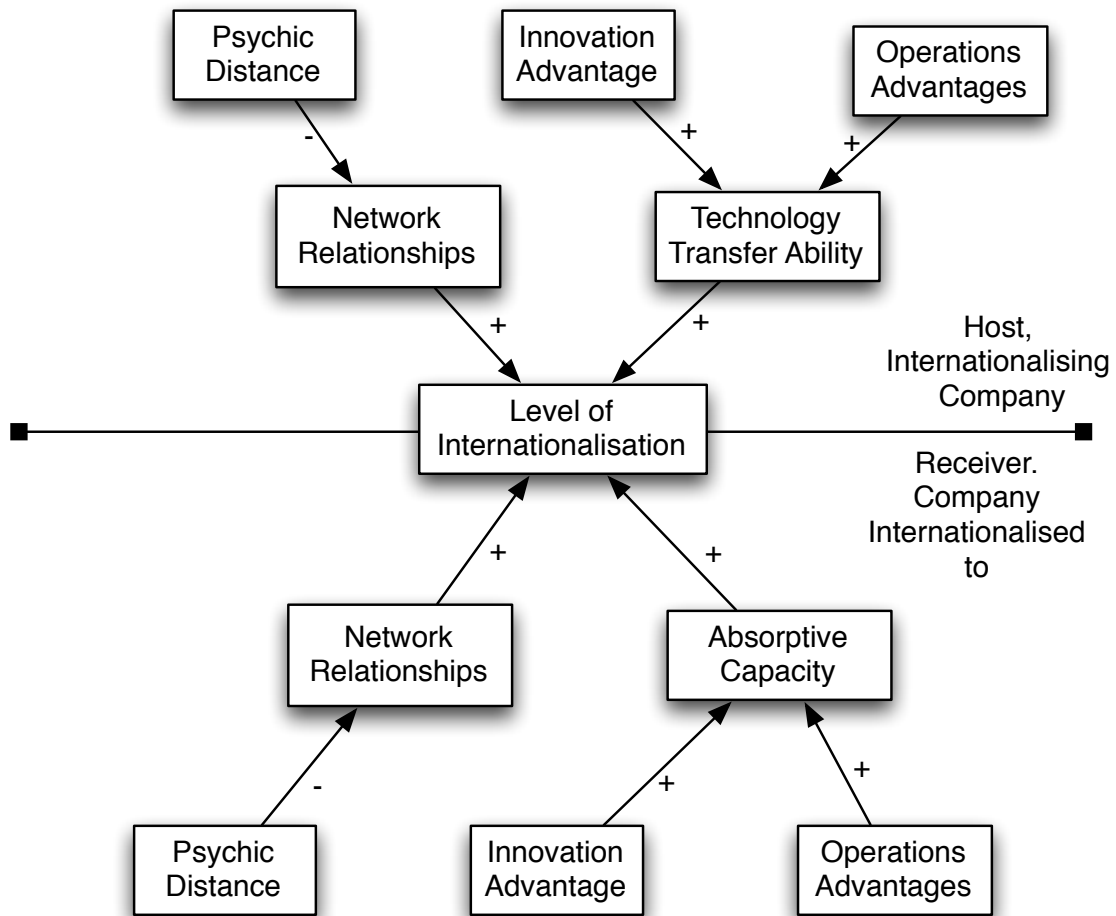 Psychic
Distance
Innovation
Advantage
Operations
Advantages
-
+
+
Network
Relationships
Technology
Transfer Ability
+
+
Host,
Internationalising
Company
Level of
Internationalisation
Receiver.
Company
Internationalised
to
+
+
Network
Relationships
Absorptive
Capacity
-
+
+
Psychic
Distance
Innovation
Advantage
Operations
Advantages